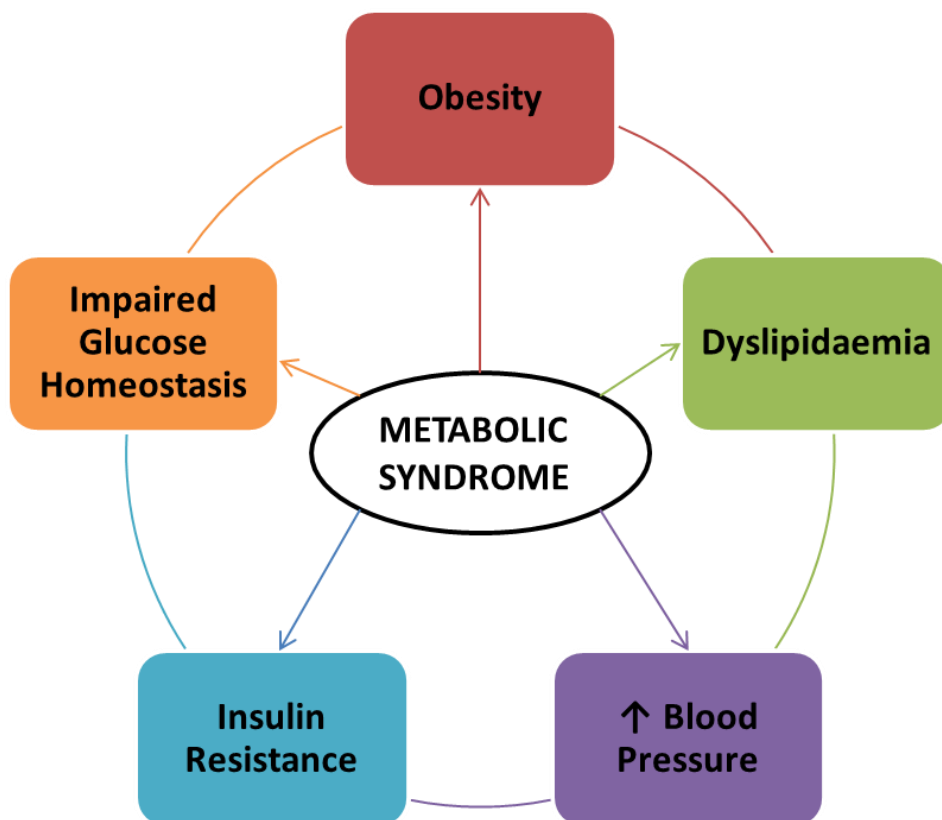 Obesity
Impaired
Glucose
Homeostasis
Dyslipidaemia
METABOLIC
SYNDROME
Insulin
Resistance
↑ Blood
Pressure